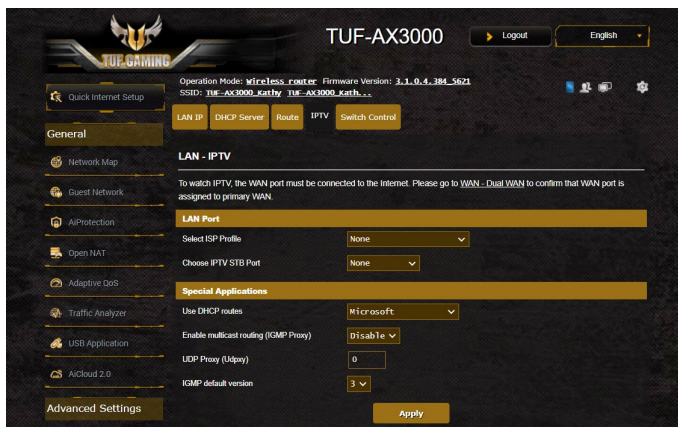 TUF GAMING
TUF-AX3000
Logout
English
Quick Internet Setup
General
Network Map
Guest Network
AiProtection
Open NAT
Adaptive QoS
Traffic Analyzer
USB Application
AiCloud 2.0
Advanced Settings
Operation Mode: Wireless router Firmware Version: 3.1.0.4.384_5621
SSID: TUF-AX3000_Kathy TUF-AX3000_Kath...
LAN IP DHCP Server Route IPTV Switch Control
LAN - IPTV
To watch IPTV, the WAN port must be connected to the Internet. Please go to WAN - Dual WAN to confirm that WAN port is
assigned to primary WAN.
LAN Port
Select ISP Profile None
Choose IPTV STB Port None
Special Applications
Use DHCP routes Microsoft
Enable multicast routing (IGMP Proxy) Disable
UDP Proxy (Udpxy) 0
IGMP default version 3
Apply